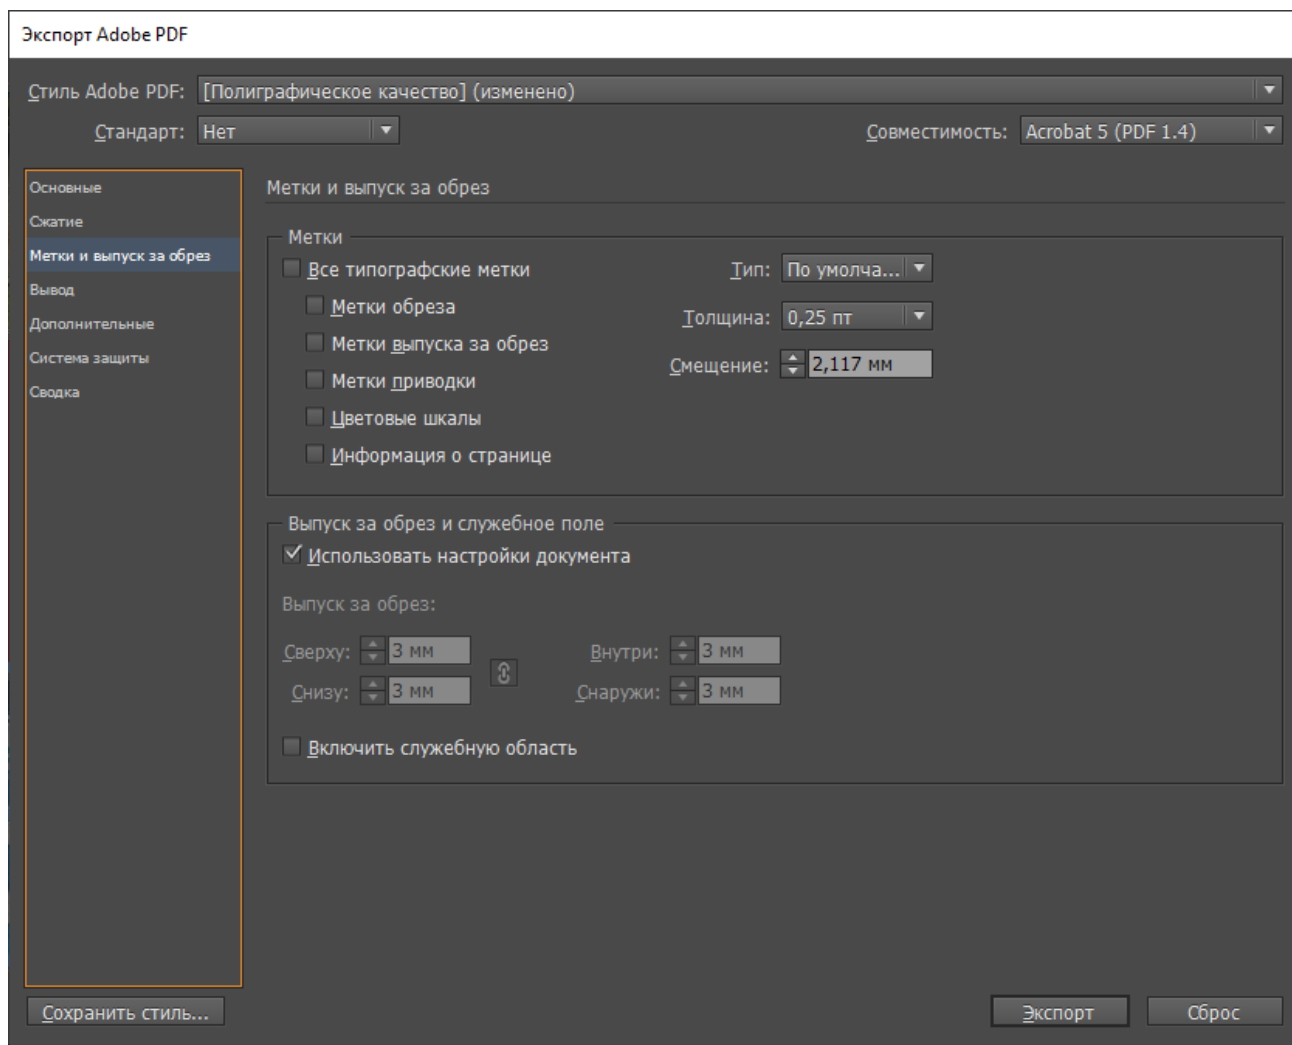 Экспорт Adobe PDF
Стиль Adobe PDF: [Полиграфическое качество] (изменено)
Стандарт: Нет Совместимость: Acrobat 5 (PDF 1.4)
Основные
Сжатие
Метки и выпуск за обрез
Вывод
Дополнительные
Система защиты
Сводка
Метки и выпуск за обрез
Метки
Все типографские метки Тип: По умолча...
Метки обреза Толщина: 0,25 пт
Метки выпуска за обрез Смещение: 2,117 мм
Метки приводки
Цветовые шкалы
Информация о странице
Выпуск за обрез и служебное поле
Использовать настройки документа
Выпуск за обрез:
Сверху: 3 мм Внутри: 3 мм
Снизу: 3 мм Снаружи: 3 мм
Включить служебную область
Сохранить стиль... Экспорт Сброс